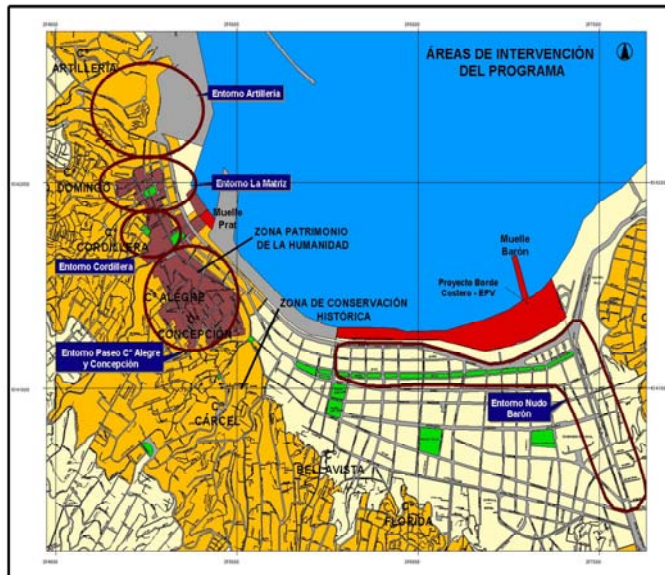 ÁREAS DE INTERVENCIÓN
DEL PROGRAMA
C°
ARTILLERÍA
Entorno Artillería
C°
DOMINGO
Entorno La Matriz
Muelle
Prat
C°
CORDILLERA
ZONA PATRIMONIO
DE LA HUMANIDAD
Entorno Cordillera
Muelle
Barón
Proyecto Borde
Costero - EPV
C° ALEGRE
ZONA DE CONSERVACIÓN
HISTÓRICA
C°
CONCEPCIÓN
Entorno Paseo C° Alegre
y Concepción
Entorno Nudo
Barón
C°
CÁRCEL
C°
BELLAVISTA
C°
FLORIDA